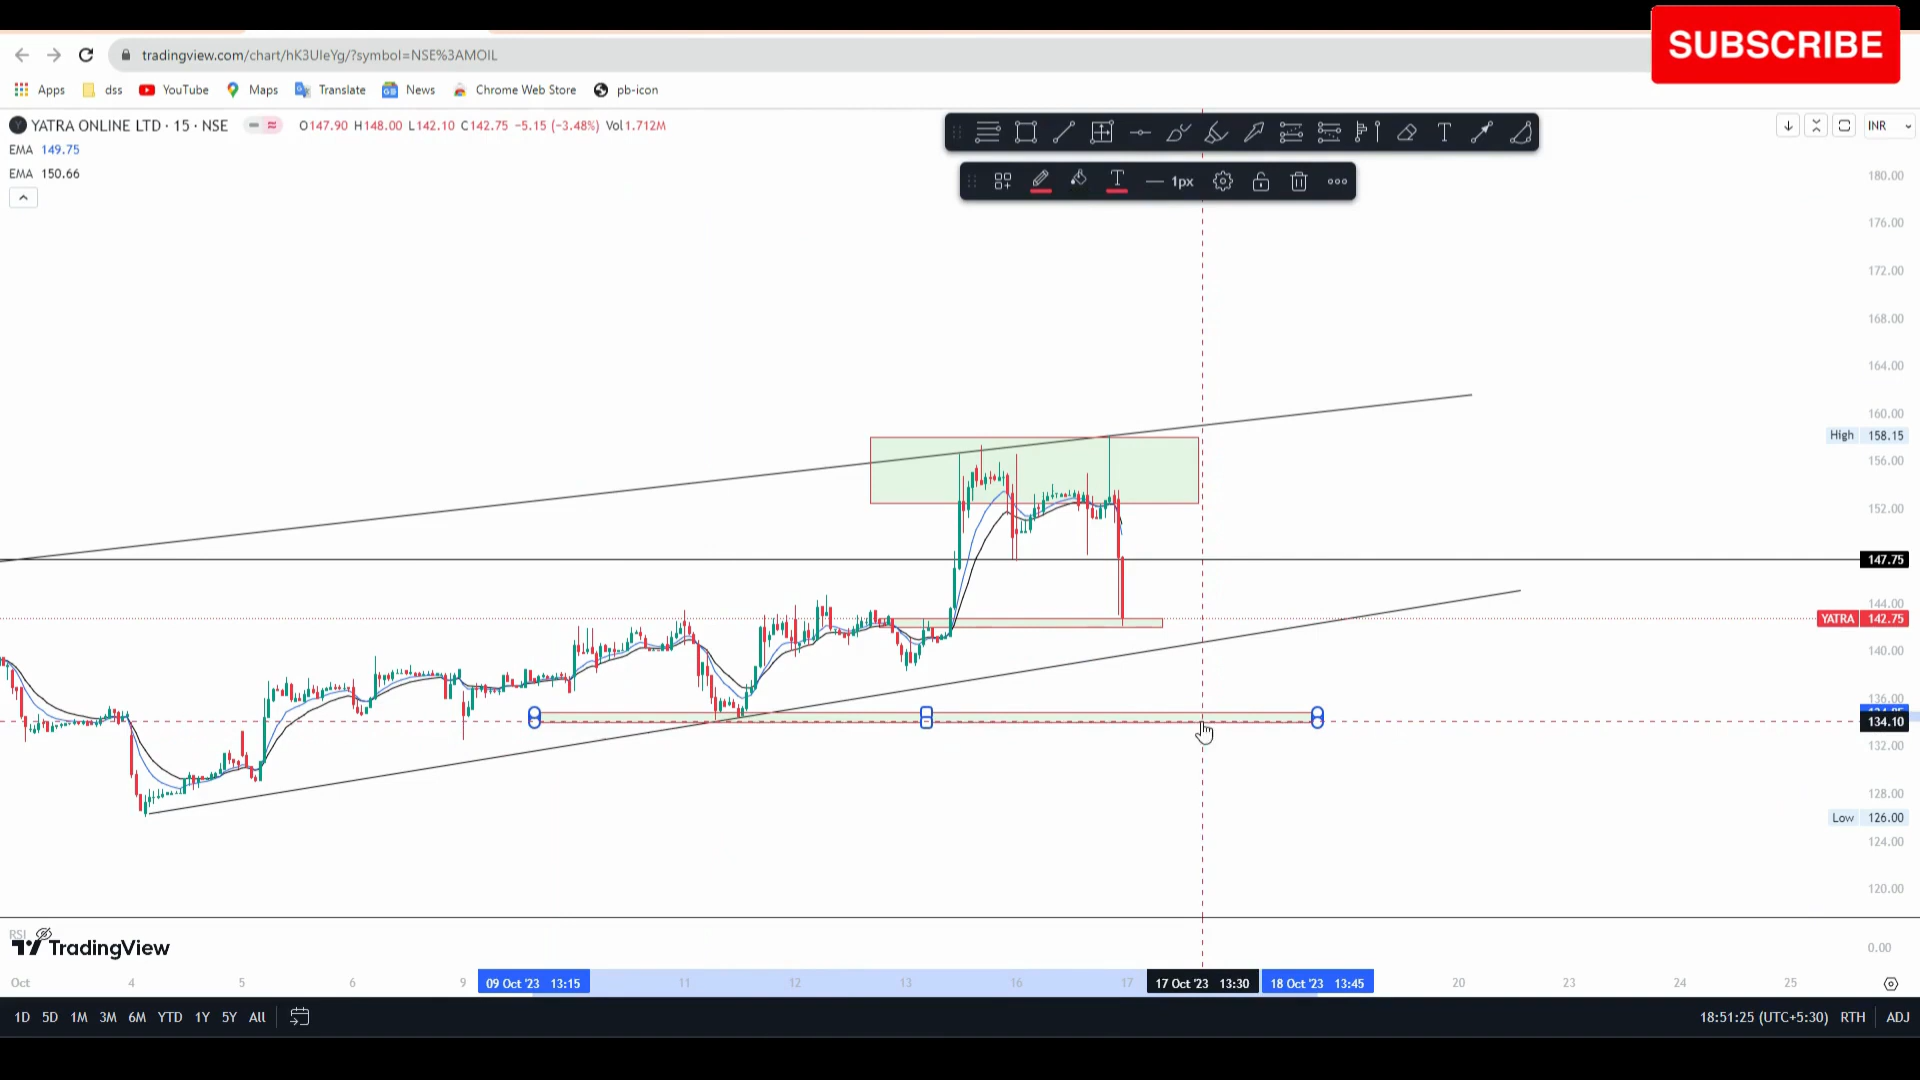 SUBSCRIBE
tradingview.com/chart/hK3UIeYg/?symbol=NSE%3AMOIL
Apps dss YouTube Maps Translate News Chrome Web Store pb-icon
YATRA ONLINE LTD · 15 · NSE O147.90 H148.00 L142.10 C142.75 −5.15 (−3.48%) Vol1.712M
INR
EMA 149.75
EMA 150.66
T
T 1px
180.00
176.00
172.00
168.00
164.00
160.00
High 158.15
156.00
152.00
147.75
144.00
YATRA 142.75
140.00
136.00
134.10
132.00
128.00
Low 126.00
124.00
120.00
RSI
TradingView
0.00
Oct 4 5 6 9 09 Oct '23 13:15 11 12 13 16 17 17 Oct '23 13:30 18 Oct '23 13:45 20 23 24 25
1D 5D 1M 3M 6M YTD 1Y 5Y All
18:51:25 (UTC+5:30) RTH ADJ